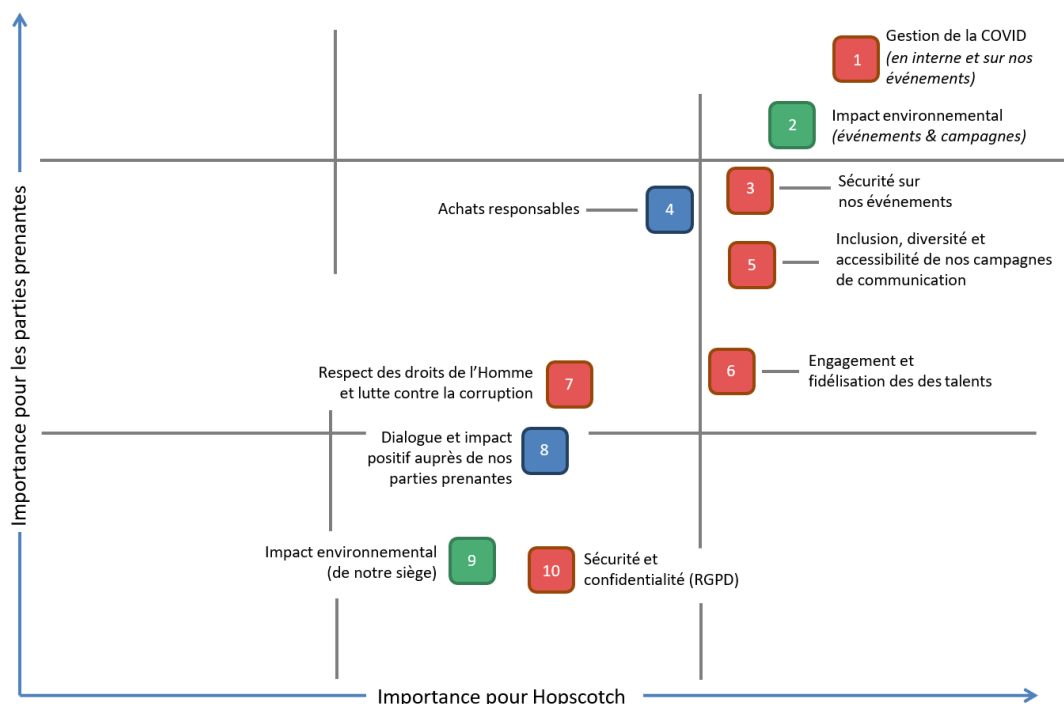 Importance pour les parties prenantes
1
Gestion de la COVID
(en interne et sur nos
événements)
2
Impact environmental
(événements & campagnes)
3
Sécurité sur
nos événements
Achats responsables
4
5
Inclusion, diversité et
accessibilité de nos campagnes
de communication
6
Engagement et
fidélisation des des talents
Respect des droits de l’Homme
et lutte contre la corruption
7
Dialogue et impact
positif auprès de nos
parties prenantes
8
Impact environnemental
(de notre siège)
9
10
Sécurité et
confidentialité (RGPD)
Importance pour Hopscotch